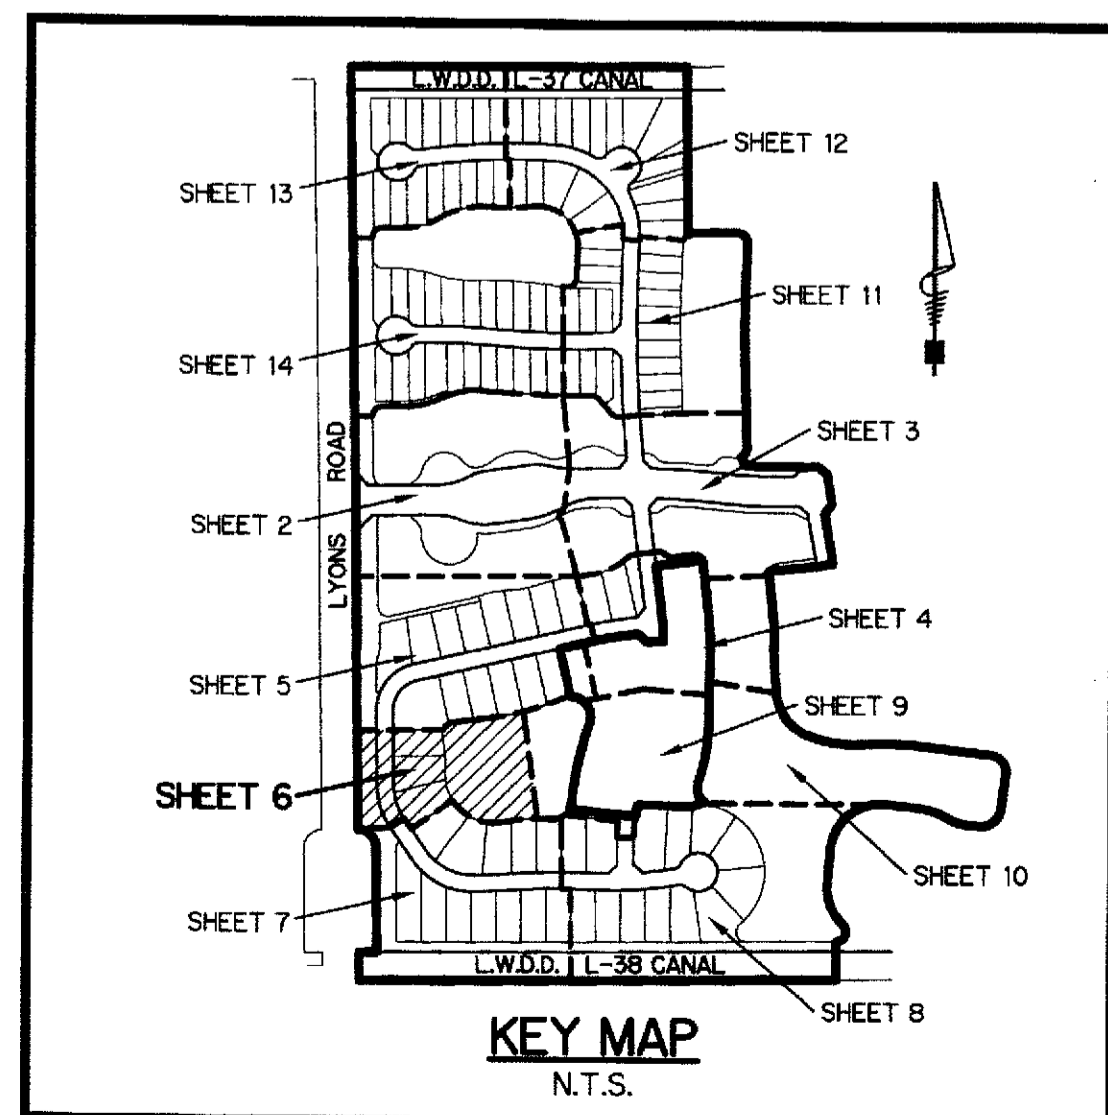 L.W.D.D. L-37 CANAL
SHEET 12
SHEET 13
SHEET 11
SHEET 14
SHEET 3
LYONS ROAD
SHEET 2
SHEET 4
SHEET 5
SHEET 9
SHEET 6
SHEET 10
SHEET 7
L.W.D.D. L-38 CANAL
SHEET 8
KEY MAP
N.T.S.